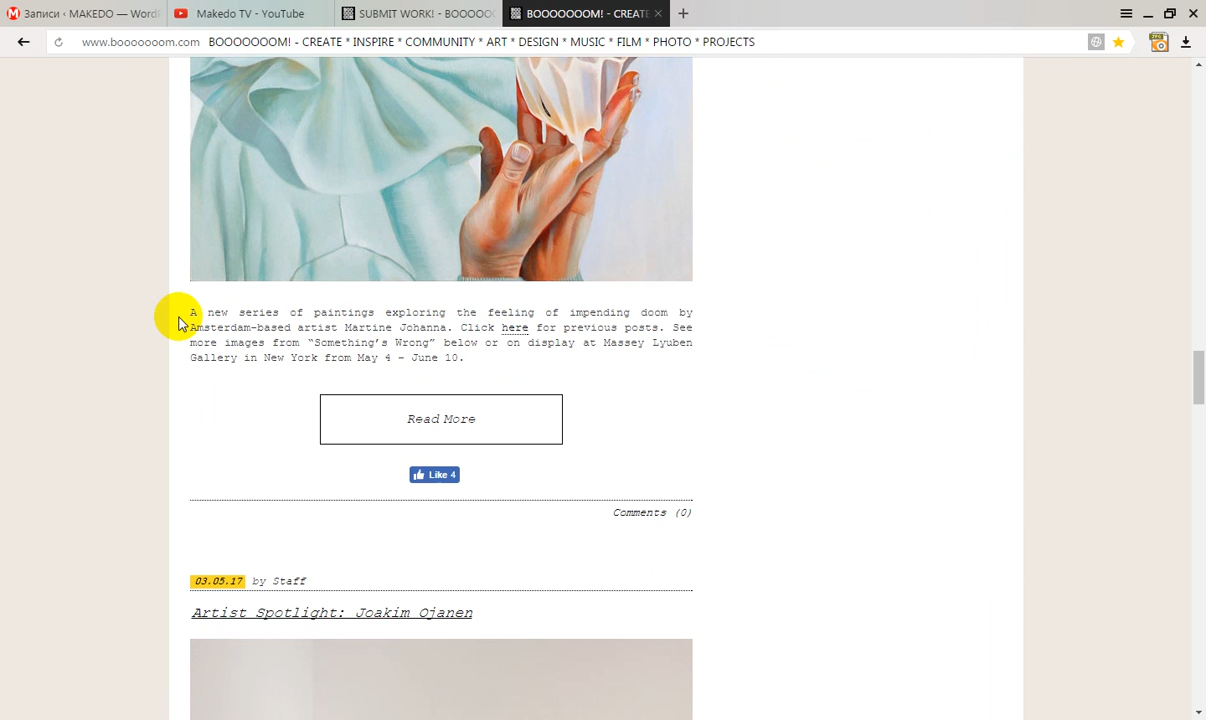 Записи ‹ MAKEDO — Word
Makedo TV - YouTube
SUBMIT WORK! - BOOOOOO
BOOOOOOOM! - CREATE
www.booooooom.com BOOOOOOOM! - CREATE * INSPIRE * COMMUNITY * ART * DESIGN * MUSIC * FILM * PHOTO * PROJECTS
A new series of paintings exploring the feeling of impending doom by
Amsterdam-based artist Martine Johanna. Click here for previous posts. See
more images from “Something’s Wrong” below or on display at Massey Lyuben
Gallery in New York from May 4 – June 10.
Read More
Like 4
Comments (0)
03.05.17 by Staff
Artist Spotlight: Joakim Ojanen